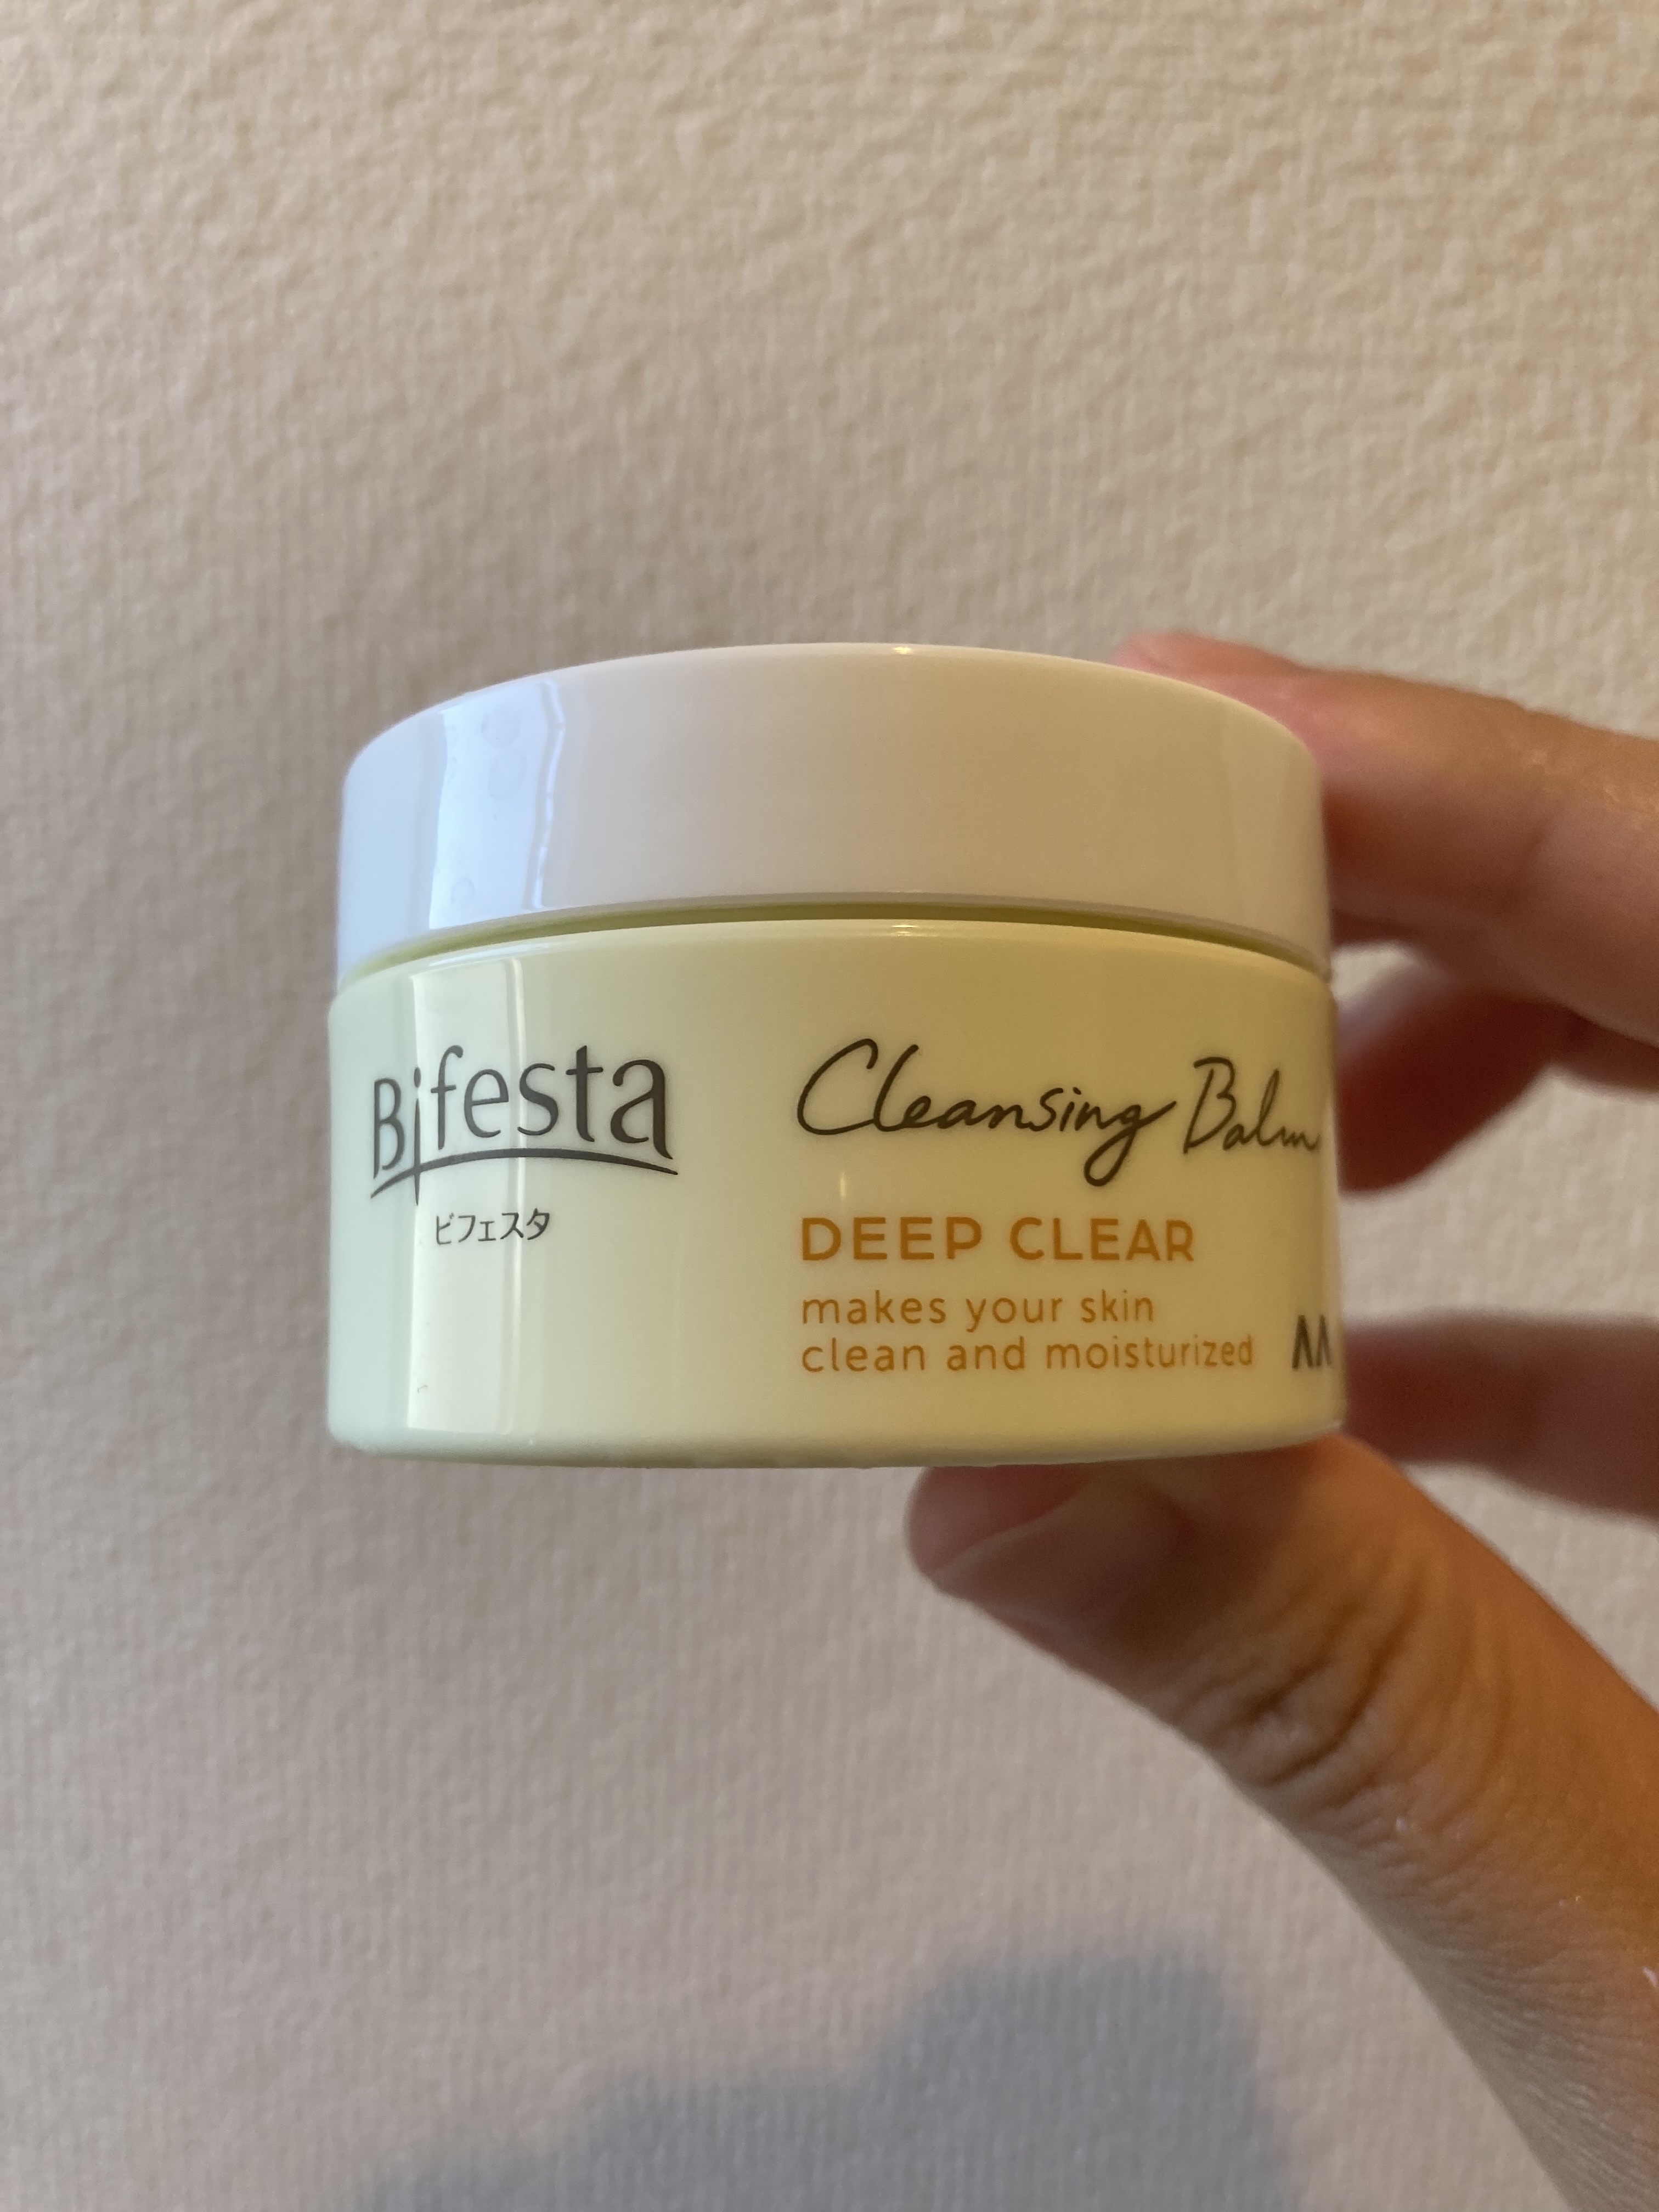 Bifesta
ビフェスタ
Cleansing Balm
DEEP CLEAR
makes your skin
clean and moisturized